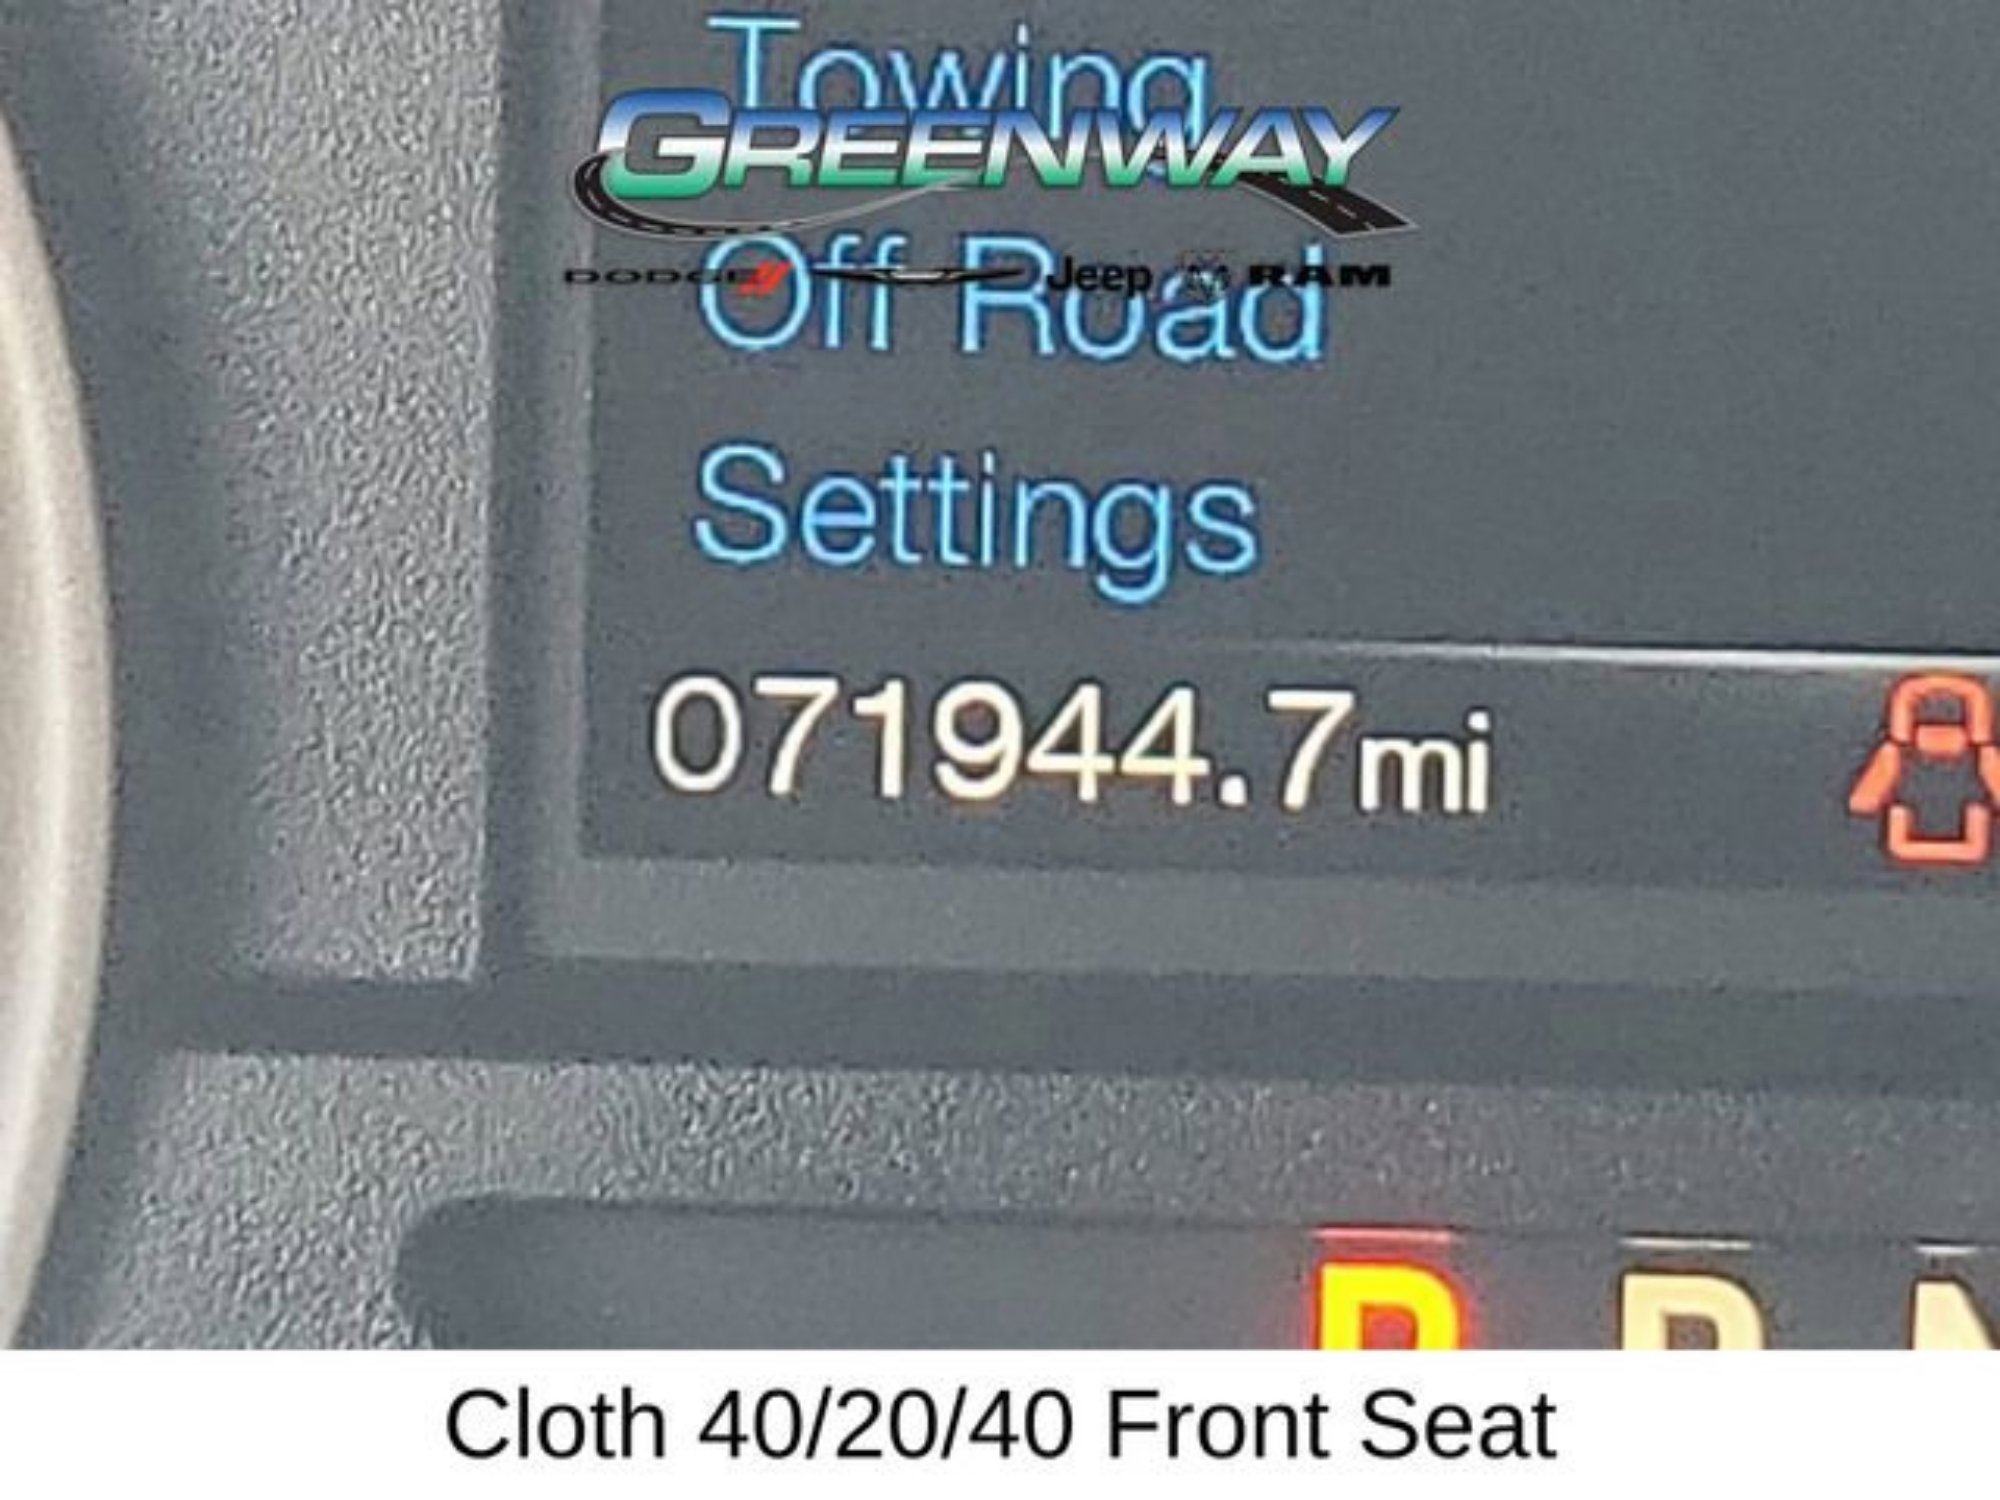 Towing
GREENWAY
DODGE Jeep RAM
Off Road
Settings
071944.7mi
P R N
Cloth 40/20/40 Front Seat